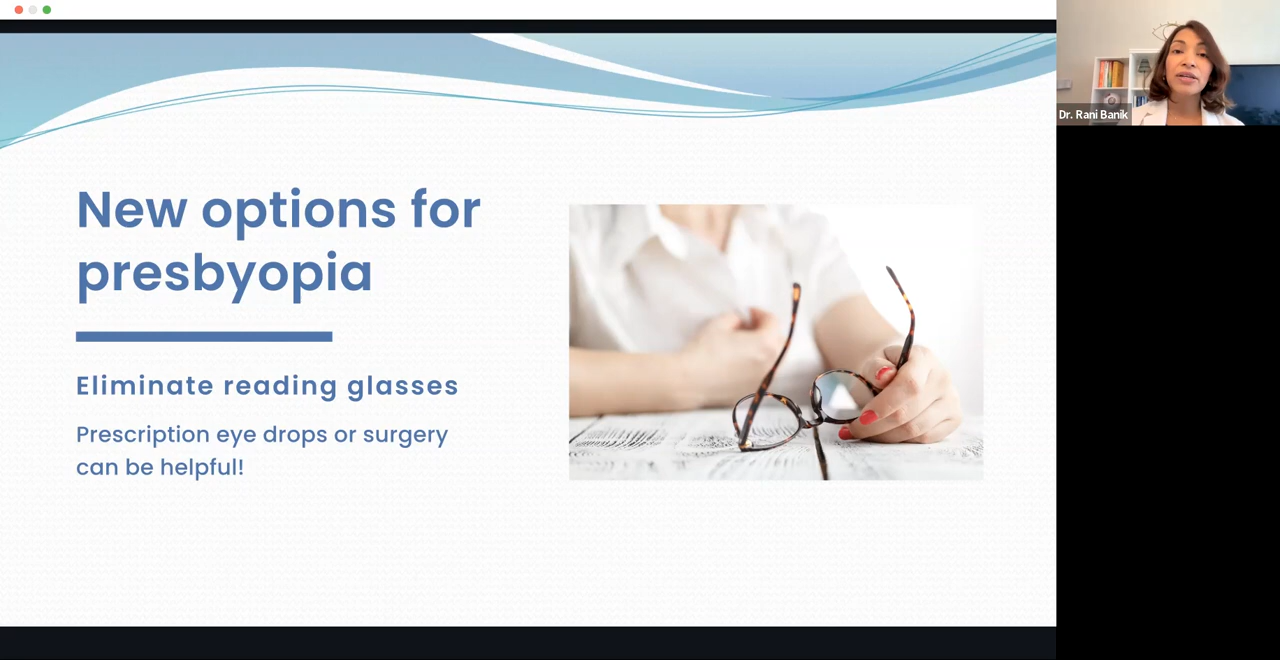 New options for
presbyopia
Eliminate reading glasses
Prescription eye drops or surgery
can be helpful!
Dr. Rani Banik